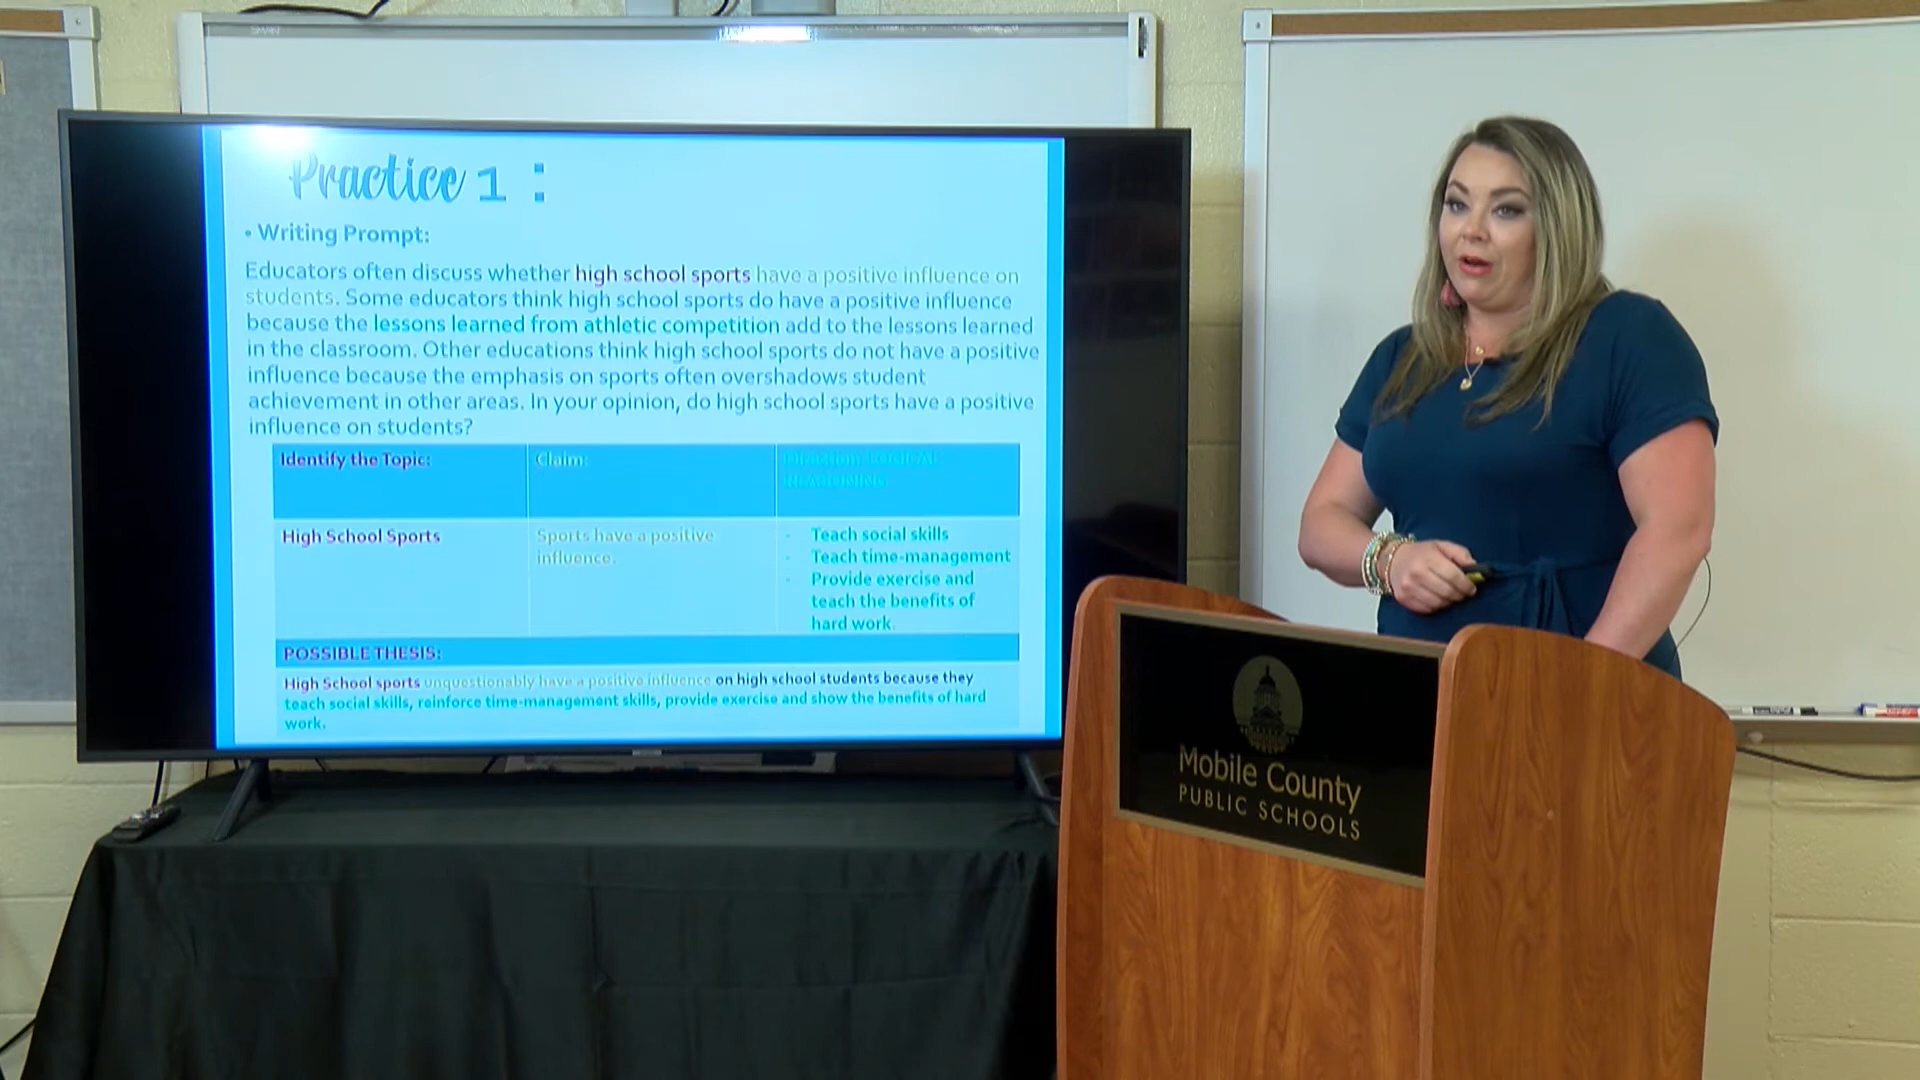 Practice 1 :
• Writing Prompt:
Educators often discuss whether high school sports have a positive influence on
students. Some educators think high school sports do have a positive influence
because the lessons learned from athletic competition add to the lessons learned
in the classroom. Other educations think high school sports do not have a positive
influence because the emphasis on sports often overshadows student
achievement in other areas. In your opinion, do high school sports have a positive
influence on students?
Identify the Topic:
Claim:
High School Sports
Sports have a positive
influence.
- Teach social skills
- Teach time-management
- Provide exercise and
teach the benefits of
hard work.
POSSIBLE THESIS:
High School sports unquestionably have a positive influence on high school students because they
teach social skills, reinforce time-management skills, provide exercise and show the benefits of hard
work.
Mobile County
PUBLIC SCHOOLS